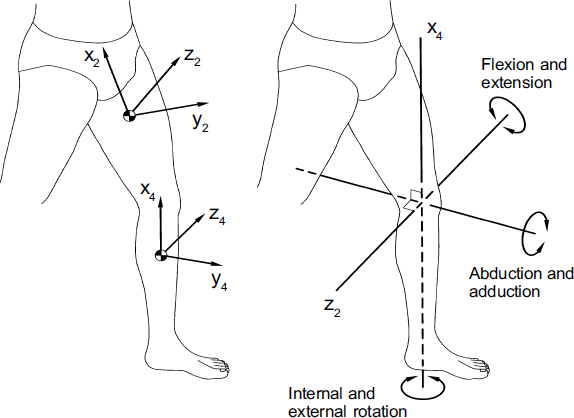 x2
z2
y2
x4
z4
y4
x4
Flexion and
extension
Abduction and
adduction
z2
Internal and
external rotation